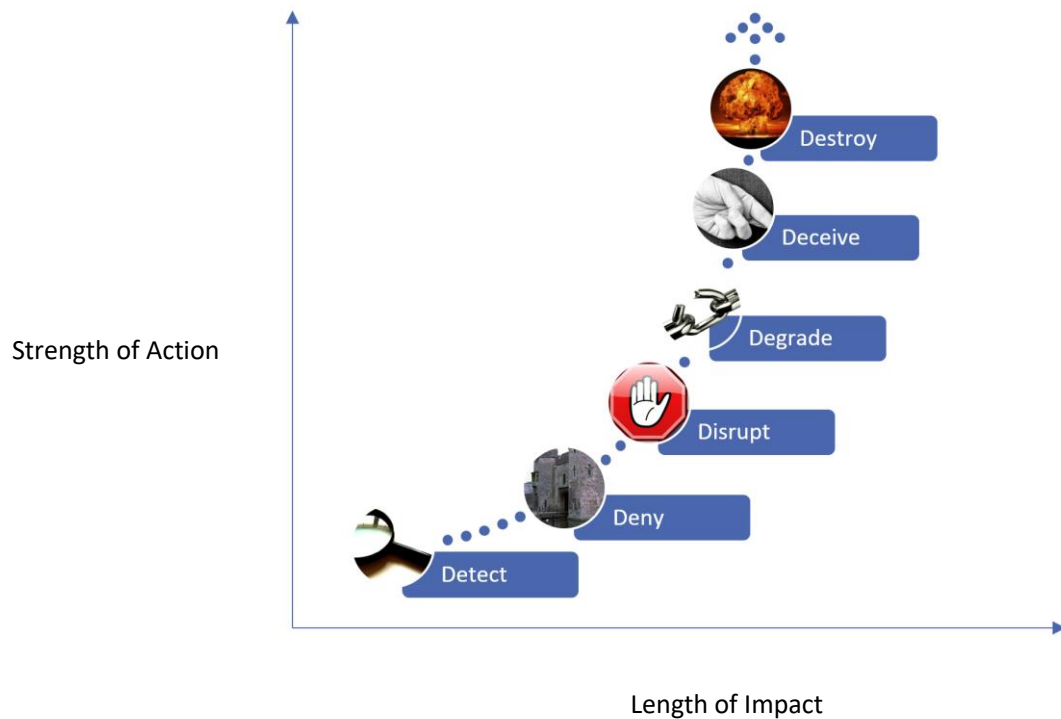 Destroy
Deceive
Degrade
Strength of Action
Disrupt
Deny
Detect
Length of Impact